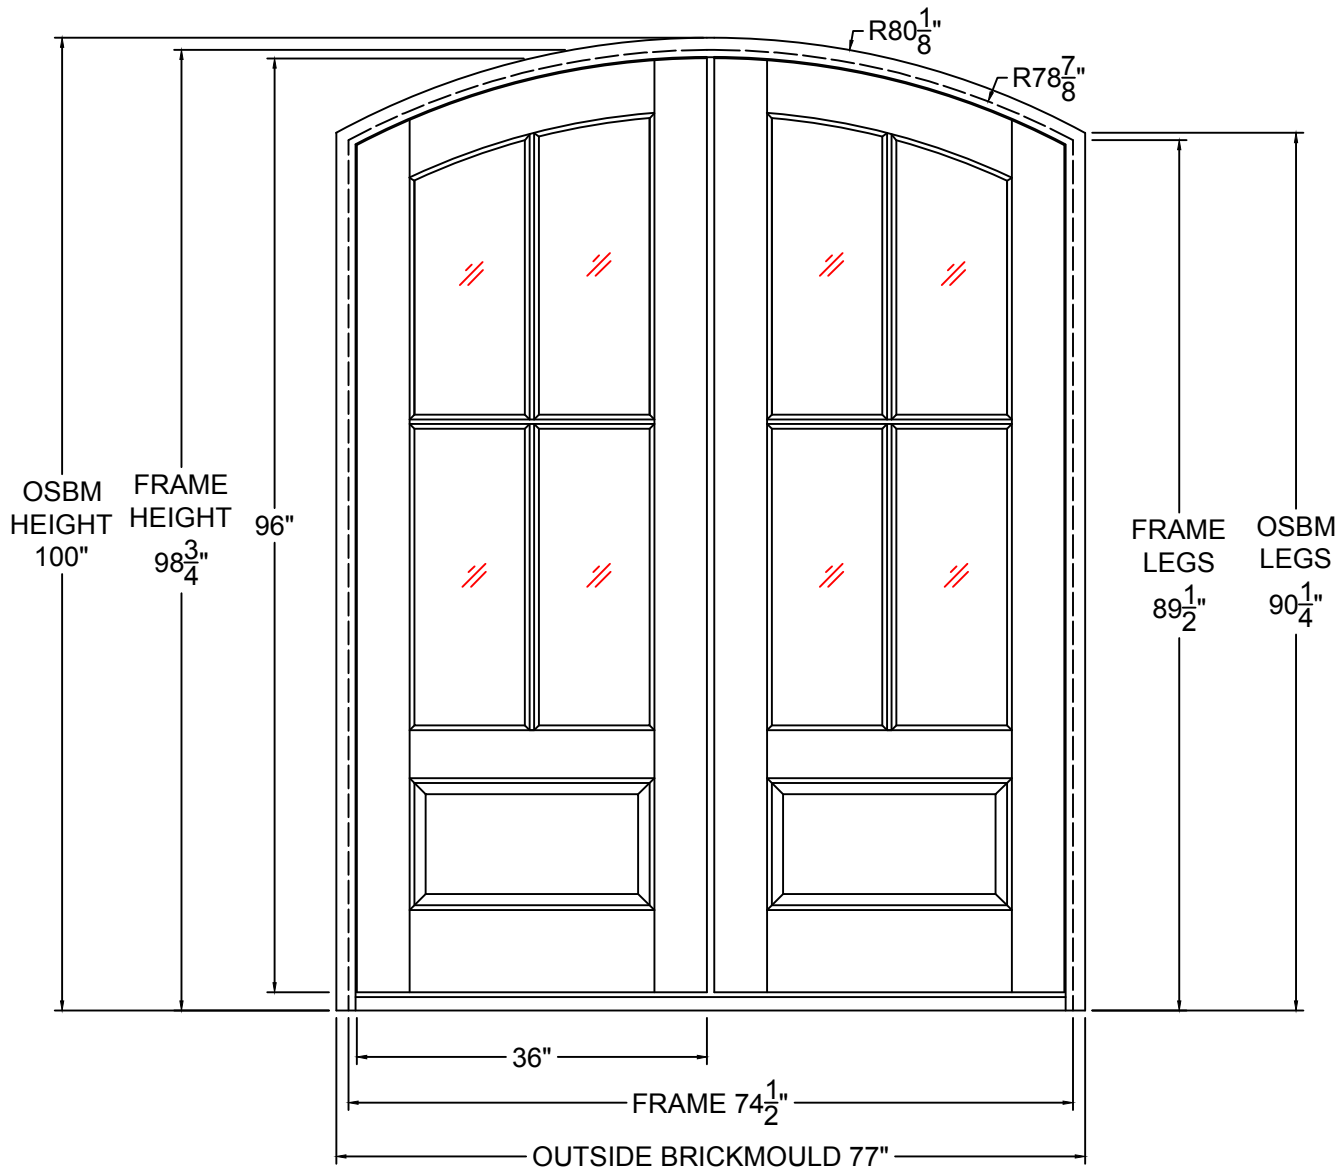 R80 1/8"
R78 7/8"
OSBM
HEIGHT
100"
FRAME
HEIGHT
98 3/4"
96"
FRAME
LEGS
89 1/2"
OSBM
LEGS
90 1/4"
36"
FRAME 74 1/2"
OUTSIDE BRICKMOULD 77"